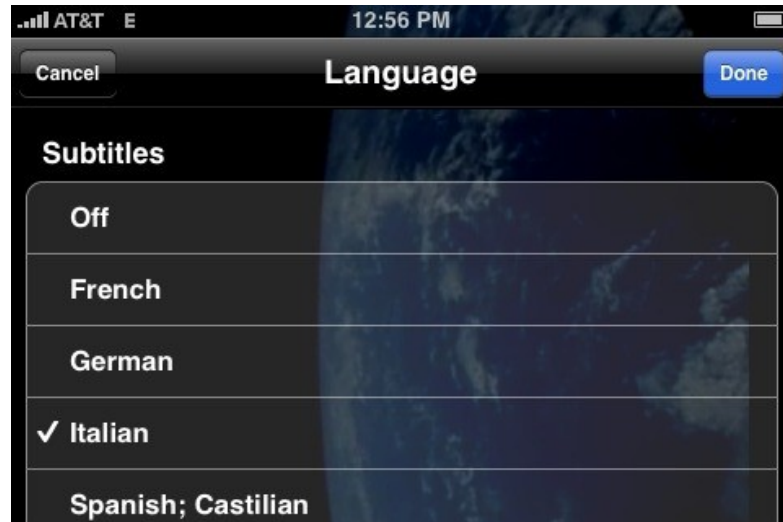 AT&T E 12:56 PM
Cancel Language Done
Subtitles
Off
French
German
✓ Italian
Spanish; Castilian